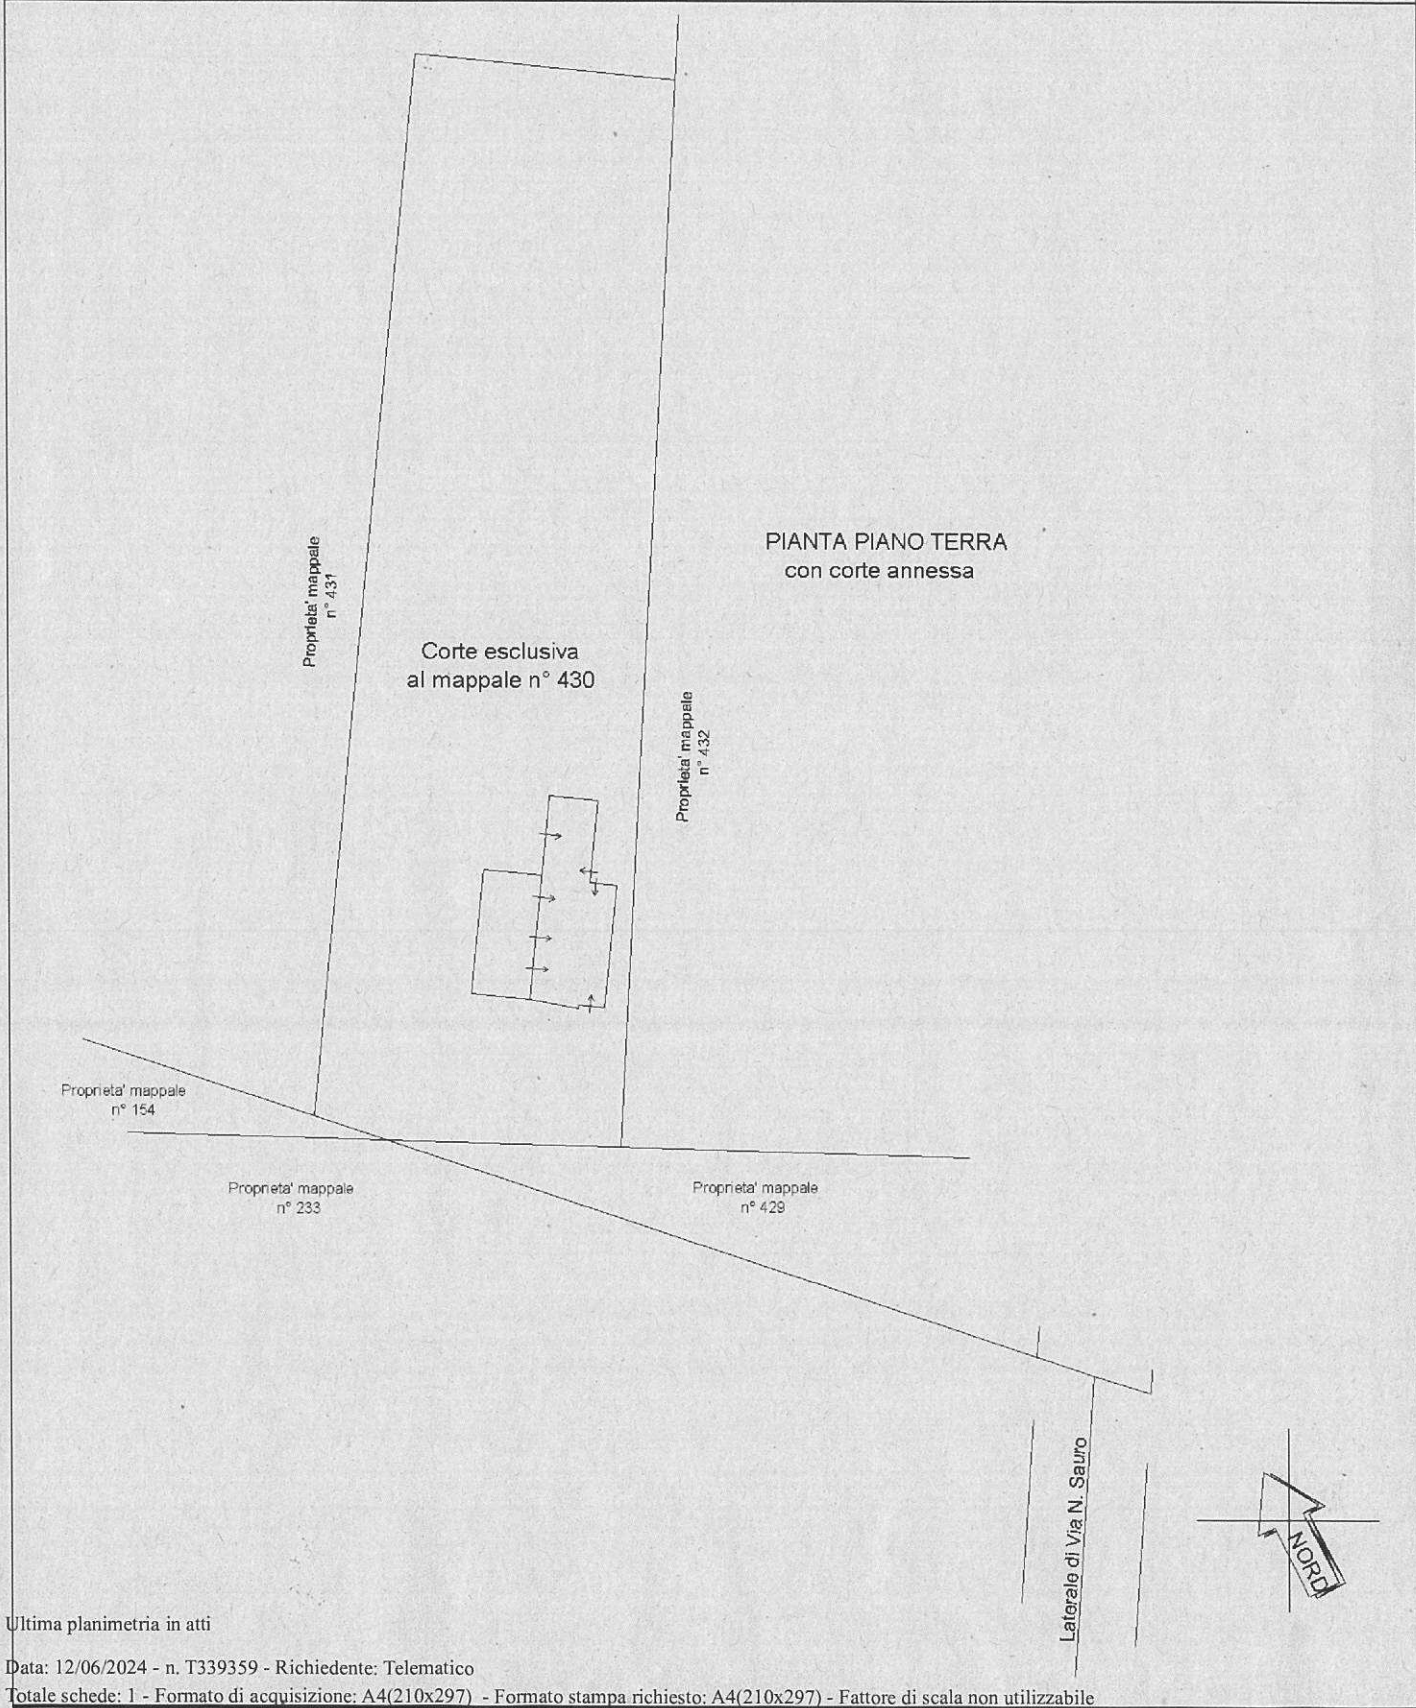 PIANTA PIANO TERRA
con corte annessa
Proprieta' mappale
n° 431
Corte esclusiva
al mappale n° 430
Proprieta' mappale
n° 432
Proprieta' mappale
n° 154
Proprieta' mappale
n° 233
Proprieta' mappale
n° 429
Laterale di Via N. Sauro
NORD
Ultima planimetria in atti
Data: 12/06/2024 - n. T339359 - Richiedente: Telematico
Totale schede: 1 - Formato di acquisizione: A4(210x297) - Formato stampa richiesto: A4(210x297) - Fattore di scala non utilizzabile